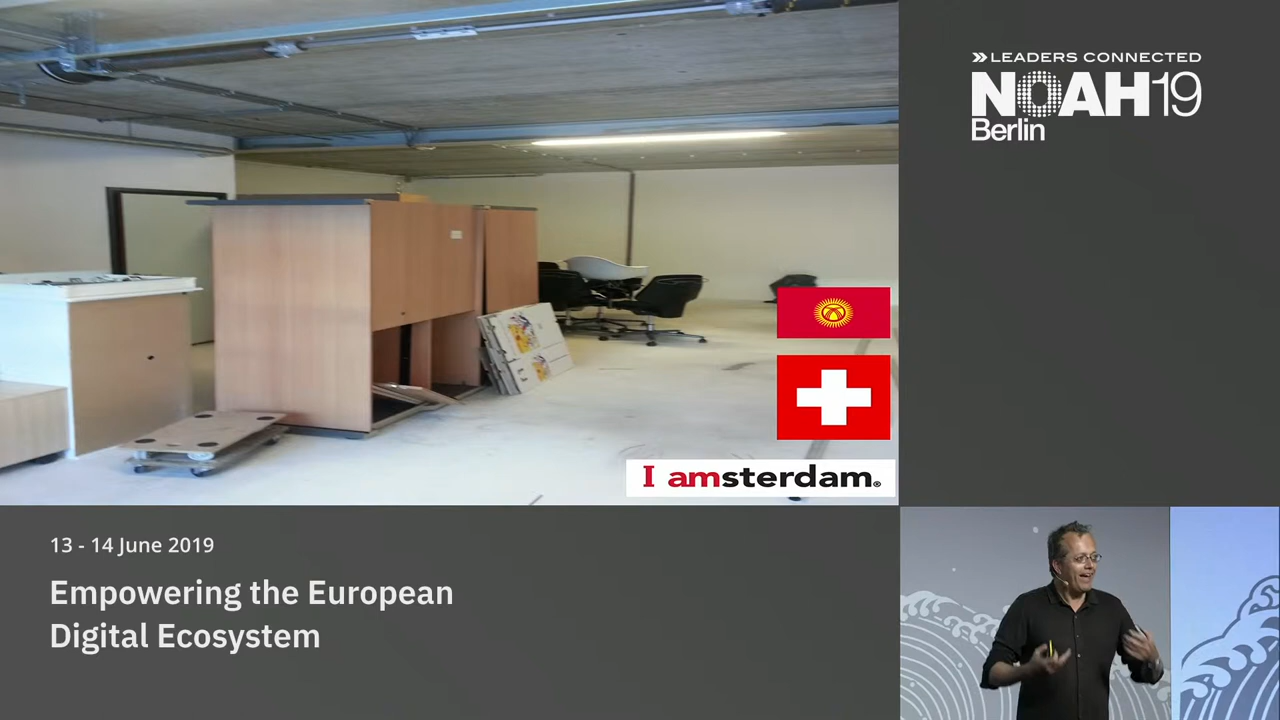 LEADERS CONNECTED
NOAH19
Berlin
I amsterdam®
13 - 14 June 2019
Empowering the European
Digital Ecosystem